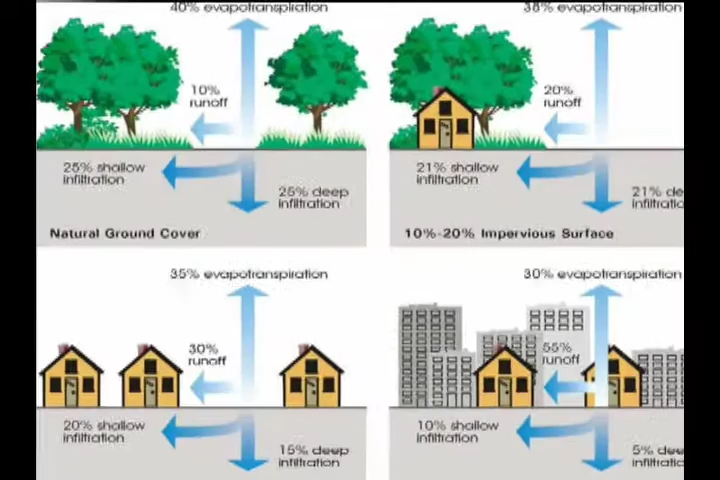 40% evapotranspiration
10%
runoff
25% shallow
infiltration
25% deep
infiltration
Natural Ground Cover
38% evapotranspiration
20%
runoff
21% shallow
infiltration
21% de
infiltratio
10%-20% Impervious Surface
35% evapotranspiration
30%
runoff
20% shallow
infiltration
15% deep
infiltration
30% evapotranspiration
55%
runoff
10% shallow
infiltration
5% dee
infiltratio